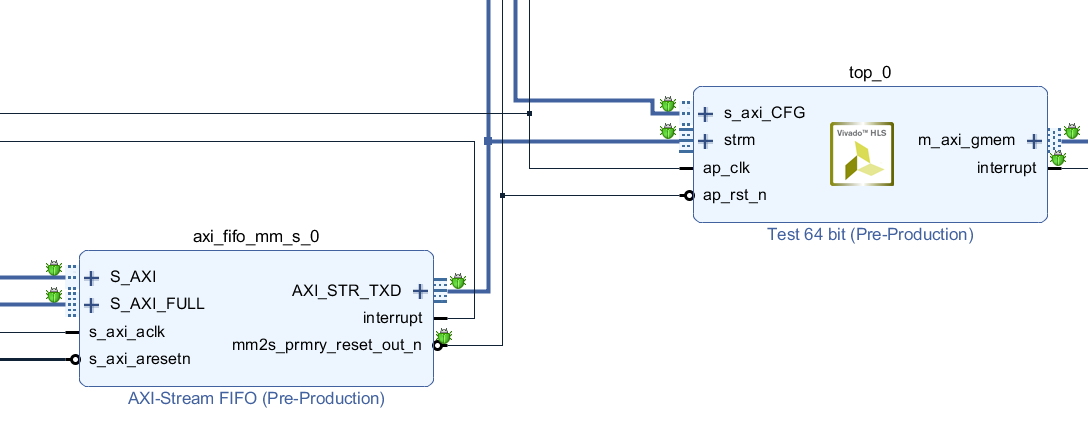 top_0
s_axi_CFG
strm
ap_clk
ap_rst_n
Vivado™ HLS
m_axi_gmem
interrupt
Test 64 bit (Pre-Production)
axi_fifo_mm_s_0
S_AXI
S_AXI_FULL
s_axi_aclk
s_axi_aresetn
AXI_STR_TXD
interrupt
mm2s_prmry_reset_out_n
AXI-Stream FIFO (Pre-Production)